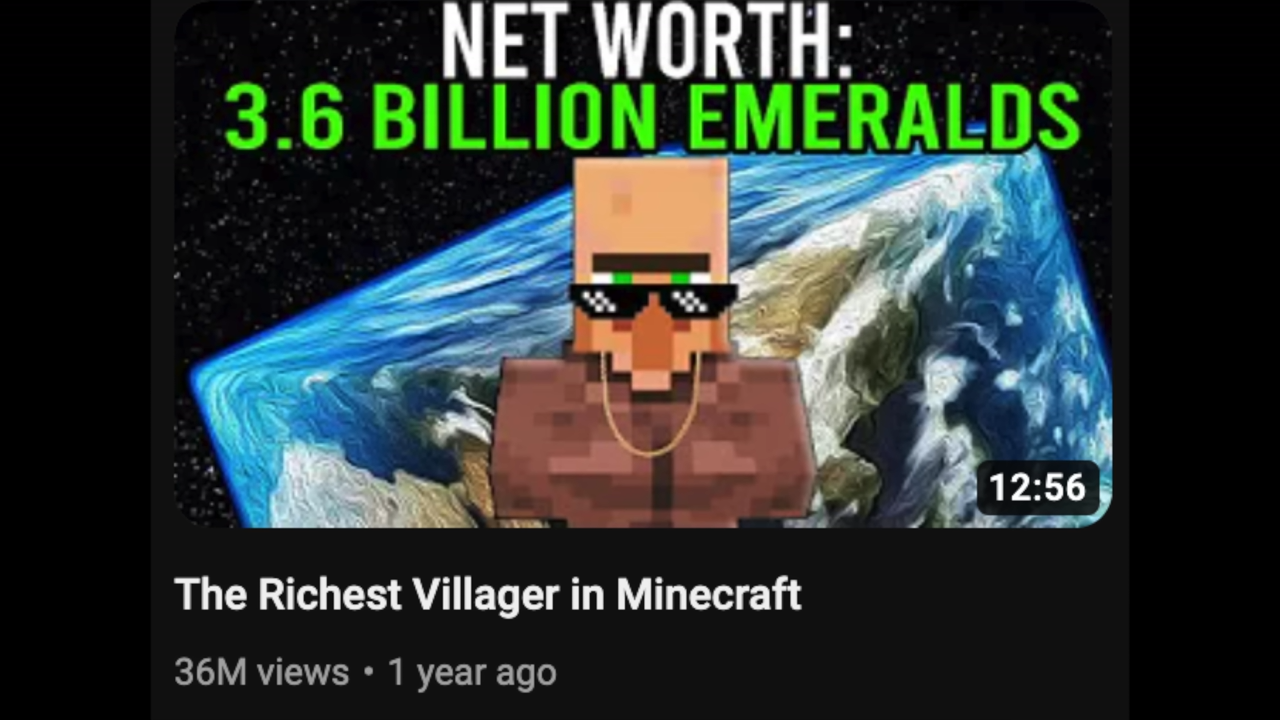 NET WORTH:
3.6 BILLION EMERALDS
12:56
The Richest Villager in Minecraft
36M views • 1 year ago